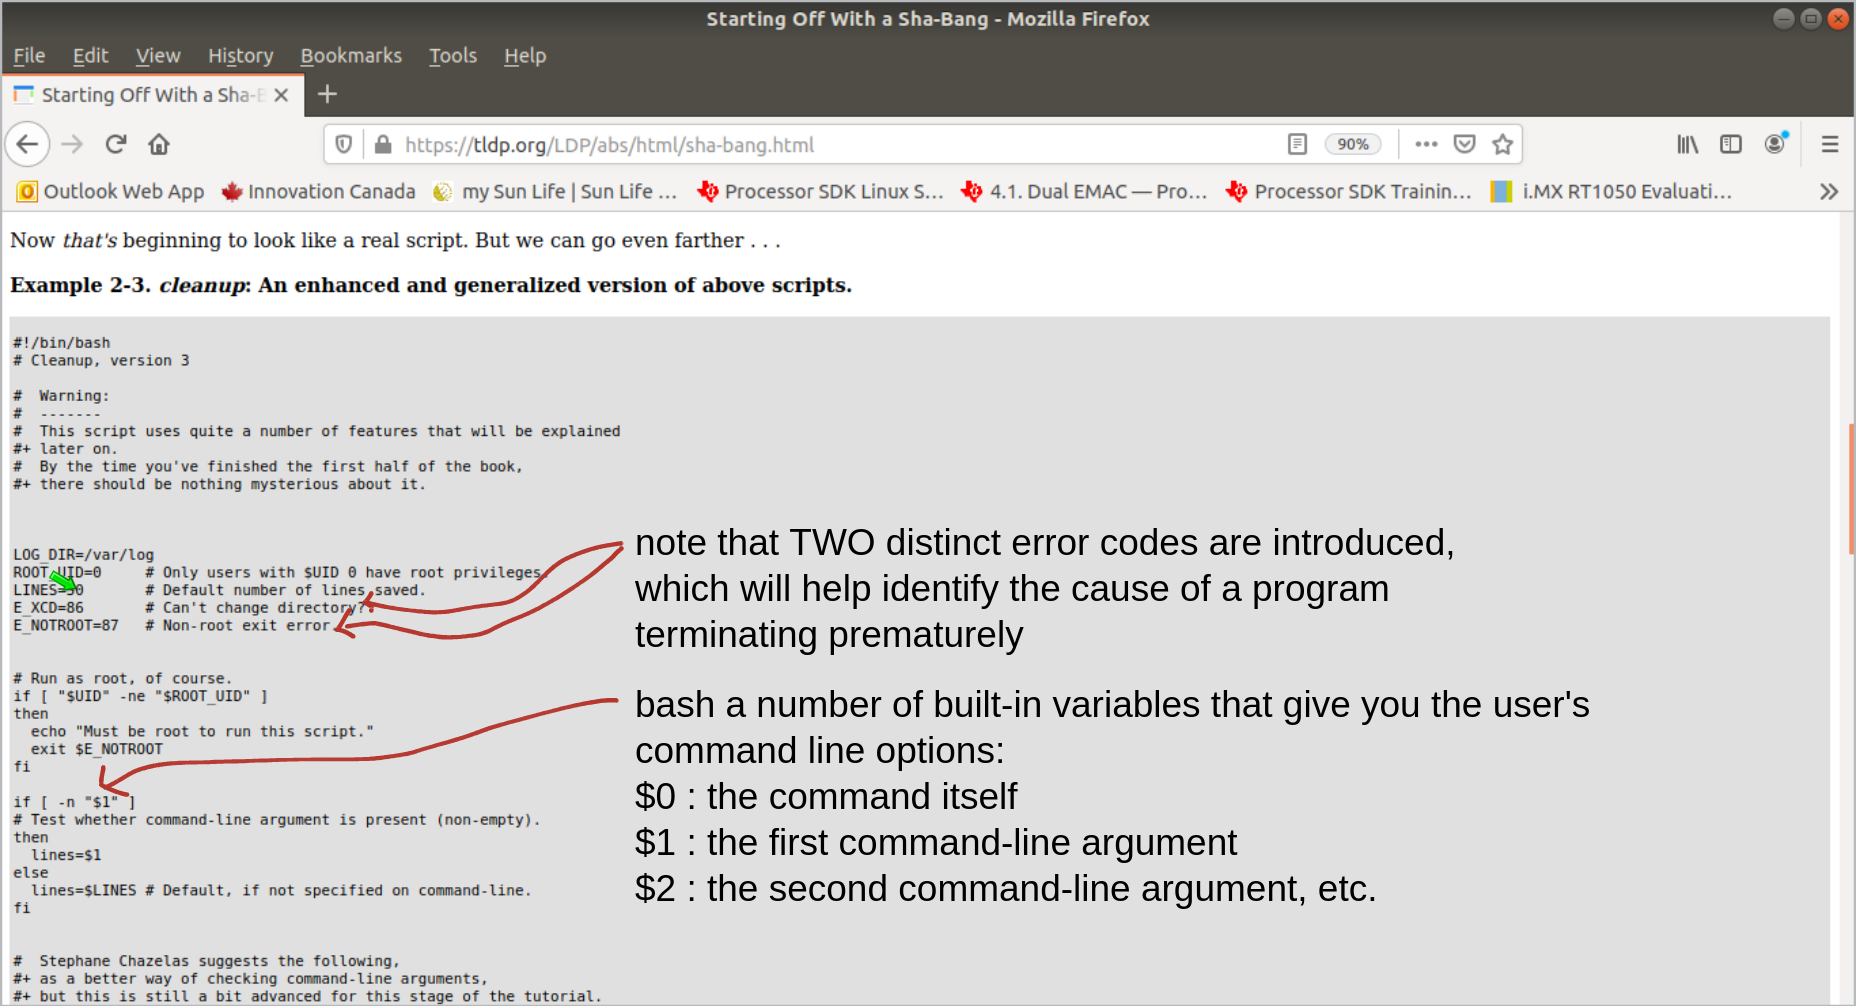 Starting Off With a Sha-Bang - Mozilla Firefox
File Edit View History Bookmarks Tools Help
Starting Off With a Sha-B
https://tldp.org/LDP/abs/html/sha-bang.html 90%
Outlook Web App Innovation Canada my Sun Life | Sun Life ... Processor SDK Linux S... 4.1. Dual EMAC — Pro... Processor SDK Trainin... i.MX RT1050 Evaluati...
Now that's beginning to look like a real script. But we can go even farther . . .
Example 2-3. cleanup: An enhanced and generalized version of above scripts.
#!/bin/bash
# Cleanup, version 3
#  Warning:
#  -------
#  This script uses quite a number of features that will be explained
#+ later on.
#  By the time you've finished the first half of the book,
#+ there should be nothing mysterious about it.
LOG_DIR=/var/log
ROOT_UID=0     # Only users with $UID 0 have root privileges.
LINES=50       # Default number of lines saved.
E_XCD=86       # Can't change directory?
E_NOTROOT=87   # Non-root exit error.
# Run as root, of course.
if [ "$UID" -ne "$ROOT_UID" ]
then
  echo "Must be root to run this script."
  exit $E_NOTROOT
fi
if [ -n "$1" ]
# Test whether command-line argument is present (non-empty).
then
  lines=$1
else
  lines=$LINES # Default, if not specified on command-line.
fi
#  Stephane Chazelas suggests the following,
#+ as a better way of checking command-line arguments,
#+ but this is still a bit advanced for this stage of the tutorial.
note that TWO distinct error codes are introduced,
which will help identify the cause of a program
terminating prematurely
bash a number of built-in variables that give you the user's
command line options:
$0 : the command itself
$1 : the first command-line argument
$2 : the second command-line argument, etc.